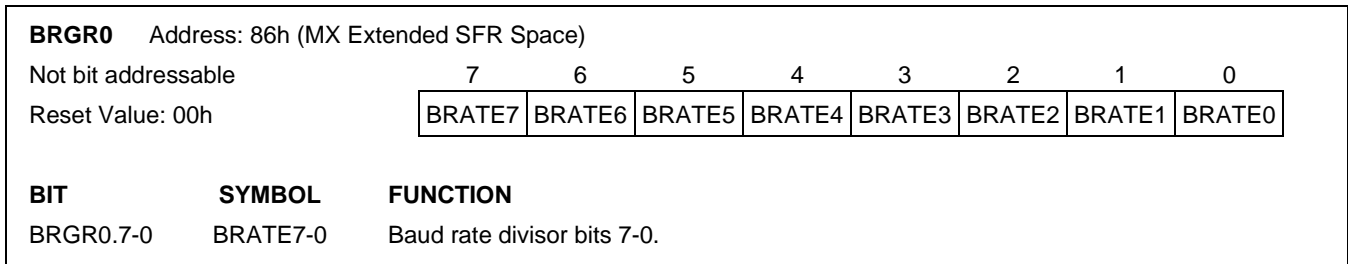 BRGR0 Address: 86h (MX Extended SFR Space)
Not bit addressable 7 6 5 4 3 2 1 0
Reset Value: 00h BRATE7 BRATE6 BRATE5 BRATE4 BRATE3 BRATE2 BRATE1 BRATE0
BIT SYMBOL FUNCTION
BRGR0.7-0 BRATE7-0 Baud rate divisor bits 7-0.